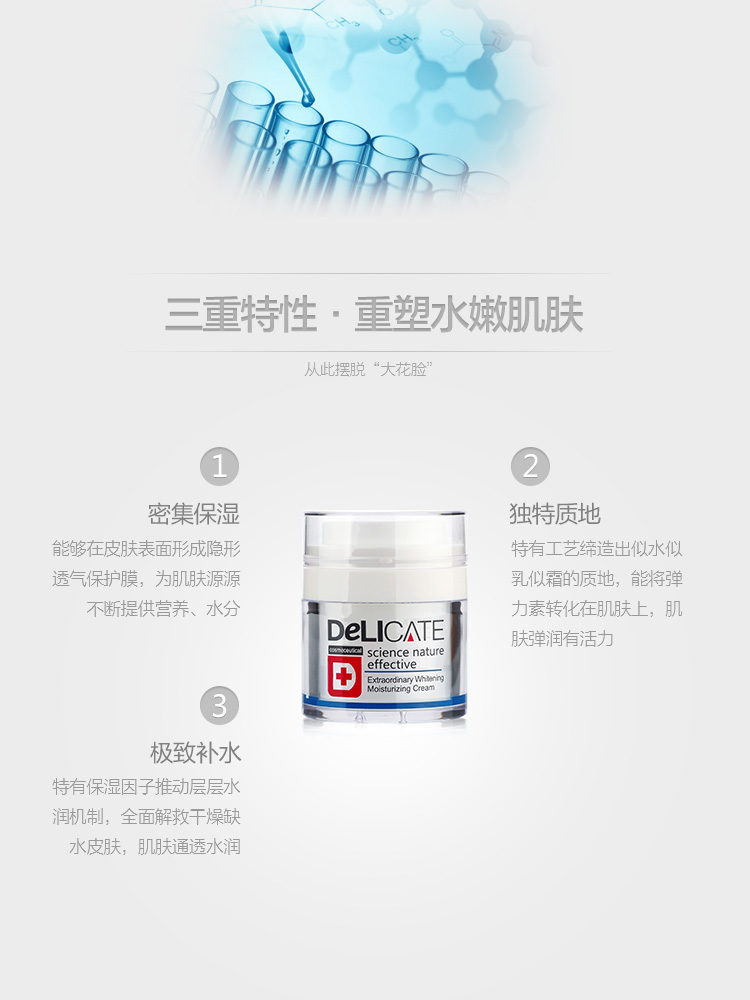 CH₃
CH₃
三重特性·重塑水嫩肌肤
从此摆脱“大花脸”
1
密集保湿
能够在皮肤表面形成隐形
透气保护膜，为肌肤源源
不断提供营养、水分
2
独特质地
特有工艺缔造出似水似
乳似霜的质地，能将弹
力素转化在肌肤上，肌
肤弹润有活力
DeLICATE
cosmoceutical
science nature
effective
Extraordinary Whitening
Moisturizing Cream
3
极致补水
特有保湿因子推动层层水
润机制，全面解救干燥缺
水皮肤，肌肤通透水润